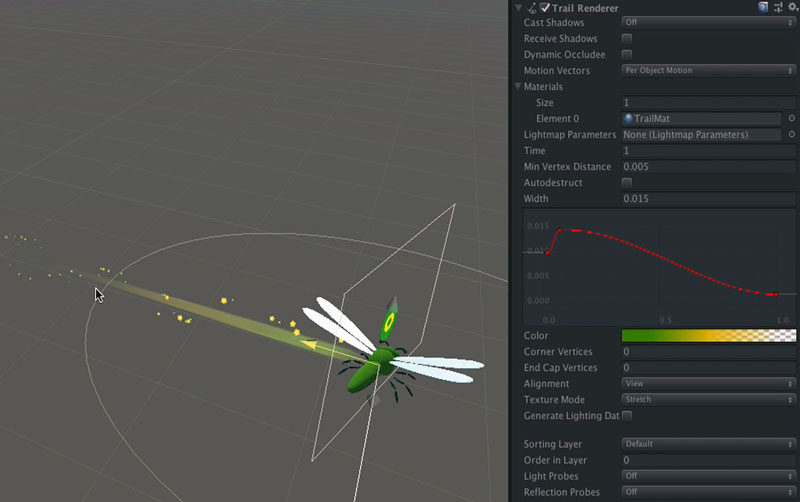 Trail Renderer
Cast Shadows Off
Receive Shadows
Dynamic Occludee
Motion Vectors Per Object Motion
Materials
Size 1
Element 0 TrailMat
Lightmap Parameters None (Lightmap Parameters)
Time 1
Min Vertex Distance 0.005
Autodestruct
Width 0.015
0.015
0.010
0.005
0.000
0.0 0.5 1.0
Color
Corner Vertices 0
End Cap Vertices 0
Alignment View
Texture Mode Stretch
Generate Lighting Dat
Sorting Layer Default
Order in Layer 0
Light Probes Off
Reflection Probes Off